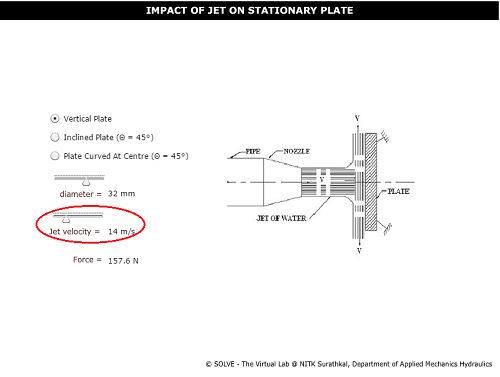 IMPACT OF JET ON STATIONARY PLATE
Vertical Plate
Inclined Plate (Θ = 45°)
Plate Curved At Centre (Θ = 45°)
diameter = 32 mm
Jet velocity = 14 m/s
Force = 157.6 N
V
PIPE
NOZZLE
V
PLATE
JET OF WATER
V
© SOLVE - The Virtual Lab @ NITK Surathkal, Department of Applied Mechanics Hydraulics